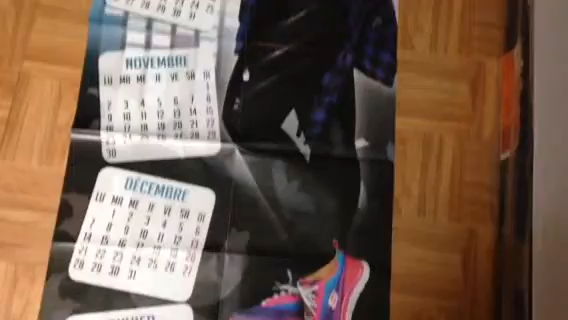 NOVEMBRE
LU MA ME JE VE SA DI
1
2 3 4 5 6 7 8
9 10 11 12 13 14 15
16 17 18 19 20 21 22
23 24 25 26 27 28 29
30
DÉCEMBRE
LU MA ME JE VE SA DI
1 2 3 4 5 6
7 8 9 10 11 12 13
14 15 16 17 18 19 20
21 22 23 24 25 26 27
28 29 30 31